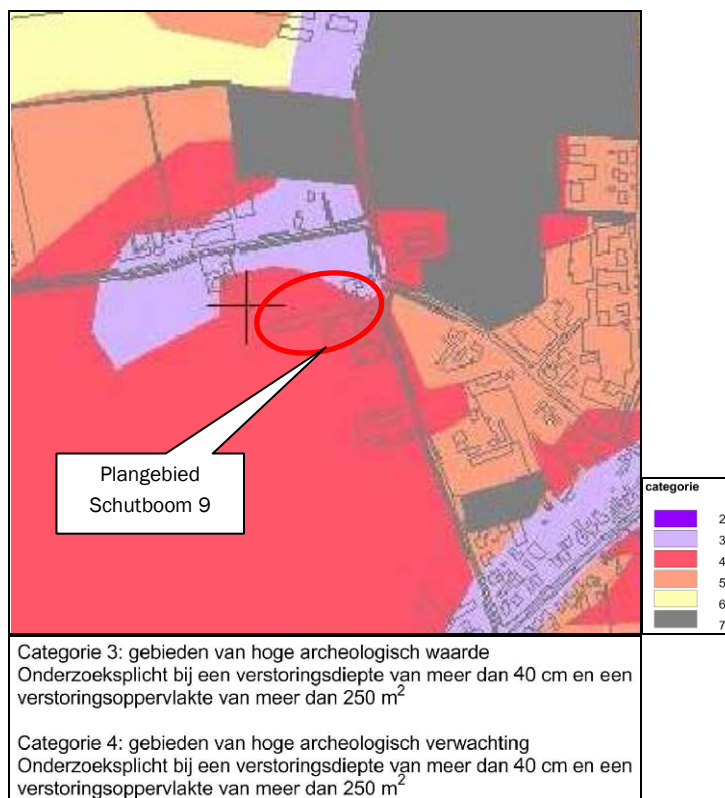 Plangebied
Schutboom 9
categorie
2
3
4
5
6
7
Categorie 3: gebieden van hoge archeologisch waarde
Onderzoeksplicht bij een verstoringsdiepte van meer dan 40 cm en een
verstoringsoppervlakte van meer dan 250 m²
Categorie 4: gebieden van hoge archeologisch verwachting
Onderzoeksplicht bij een verstoringsdiepte van meer dan 40 cm en een
verstoringsoppervlakte van meer dan 250 m²